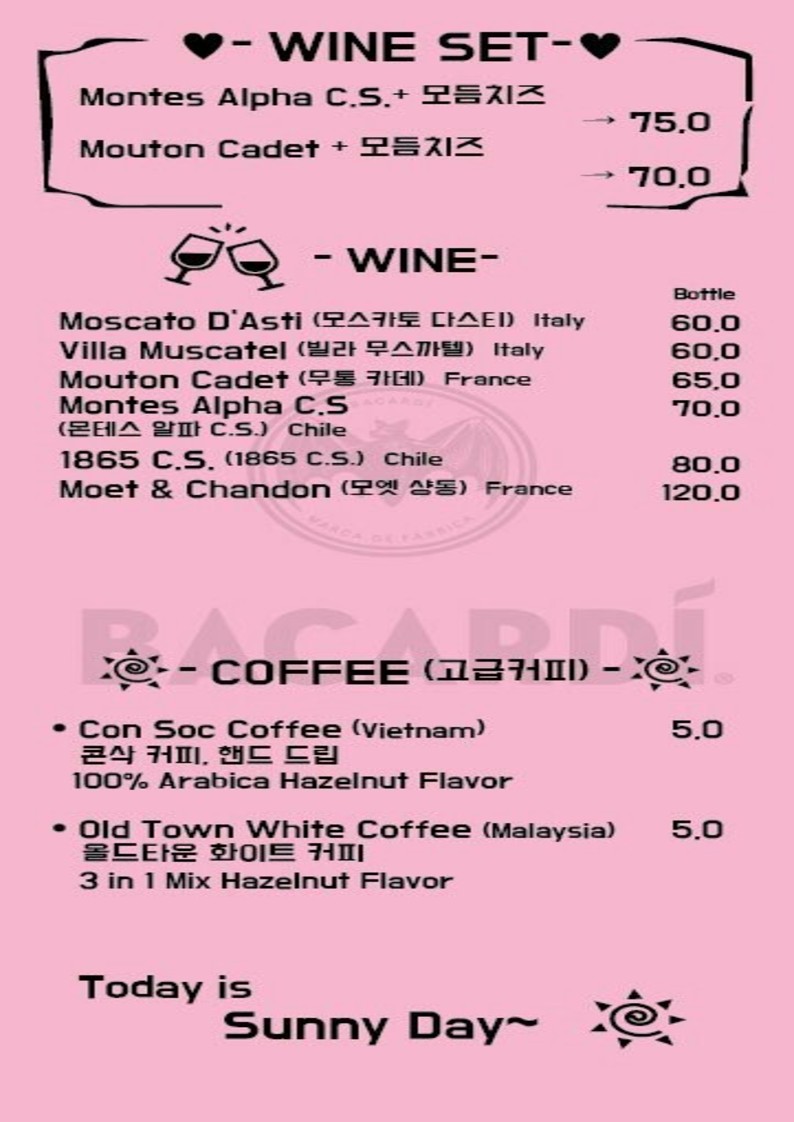 ♥- WINE SET-♥
Montes Alpha C.S.+ 모듬치즈
→ 75.0
Mouton Cadet + 모듬치즈
→ 70.0
- WINE-
Bottle
Moscato D'Asti (모스카토 다스티) Italy 60.0
Villa Muscatel (빌라 무스까텔) Italy 60.0
Mouton Cadet (무통 카데) France 65.0
Montes Alpha C.S 70.0
(몬테스 알파 C.S.) Chile
1865 C.S. (1865 C.S.) Chile 80.0
Moet & Chandon (모엣 샹동) France 120.0
BACARDI
MARCA DE FABRICA
BACARDÍ®
- COFFEE (고급커피) -
• Con Soc Coffee (Vietnam) 5.0
콘삭 커피, 핸드 드립
100% Arabica Hazelnut Flavor
• Old Town White Coffee (Malaysia) 5.0
올드타운 화이트 커피
3 in 1 Mix Hazelnut Flavor
Today is
Sunny Day~